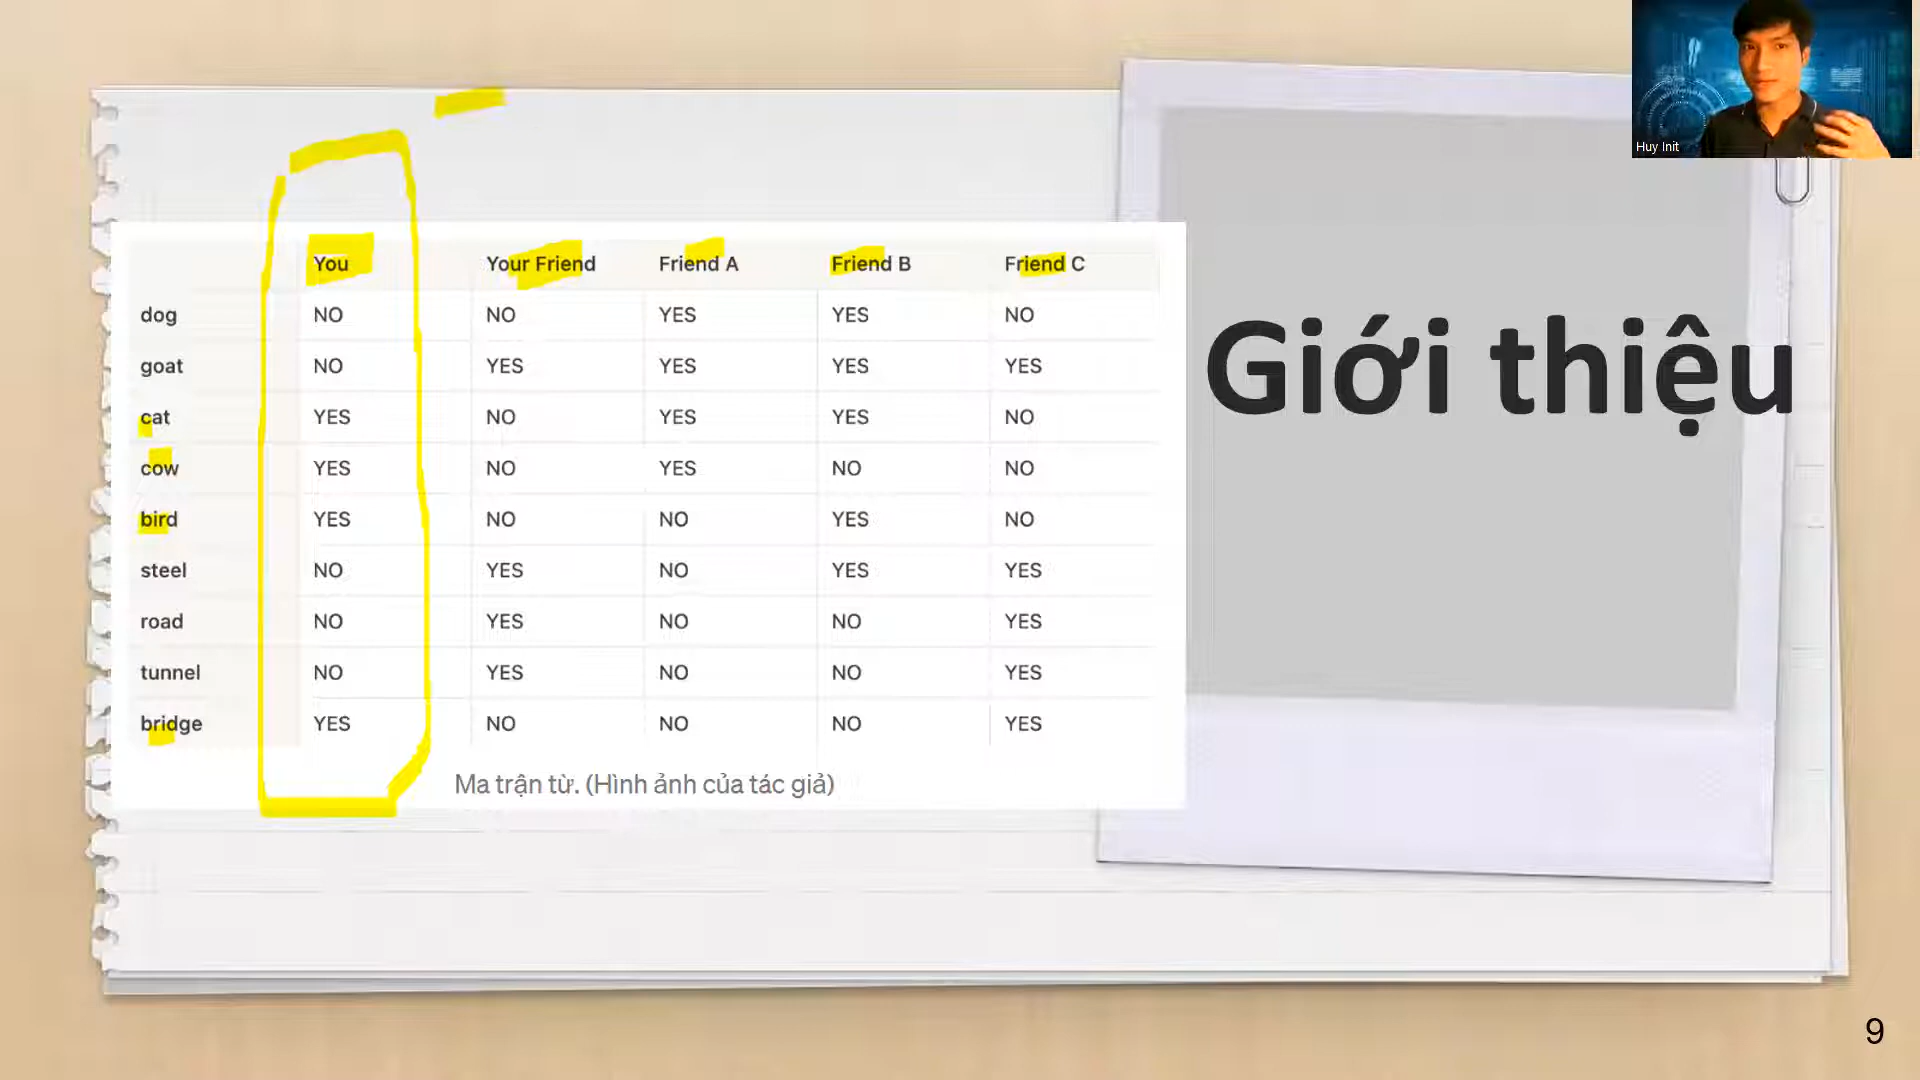 Huy Init
You Your Friend Friend A Friend B Friend C
dog NO NO YES YES NO
goat NO YES YES YES YES
cat YES NO YES YES NO
cow YES NO YES NO NO
bird YES NO NO YES NO
steel NO YES NO YES YES
road NO YES NO NO YES
tunnel NO YES NO NO YES
bridge YES NO NO NO YES
Ma trận từ. (Hình ảnh của tác giả)
Giới thiệu
9